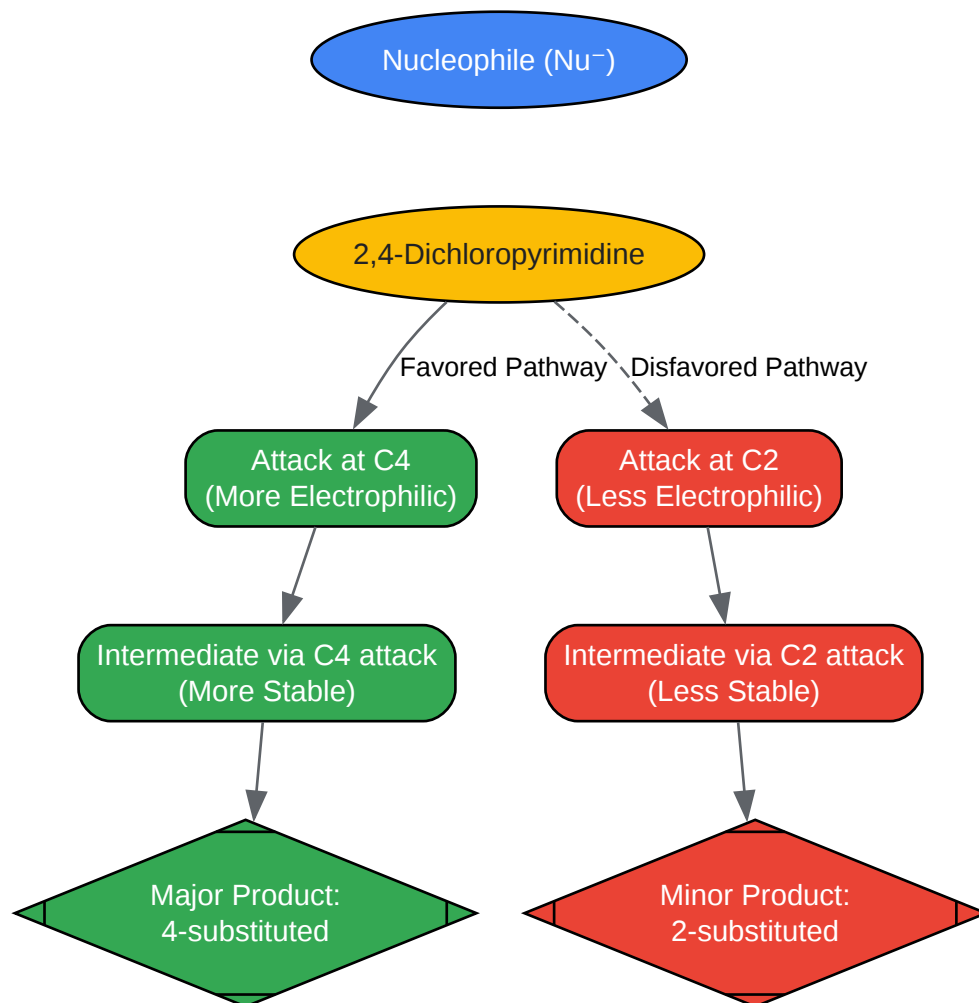 Nucleophile (Nu⁻)
2,4-Dichloropyrimidine
Favored Pathway
Disfavored Pathway
Attack at C4
(More Electrophilic)
Attack at C2
(Less Electrophilic)
Intermediate via C4 attack
(More Stable)
Intermediate via C2 attack
(Less Stable)
Major Product:
4-substituted
Minor Product:
2-substituted